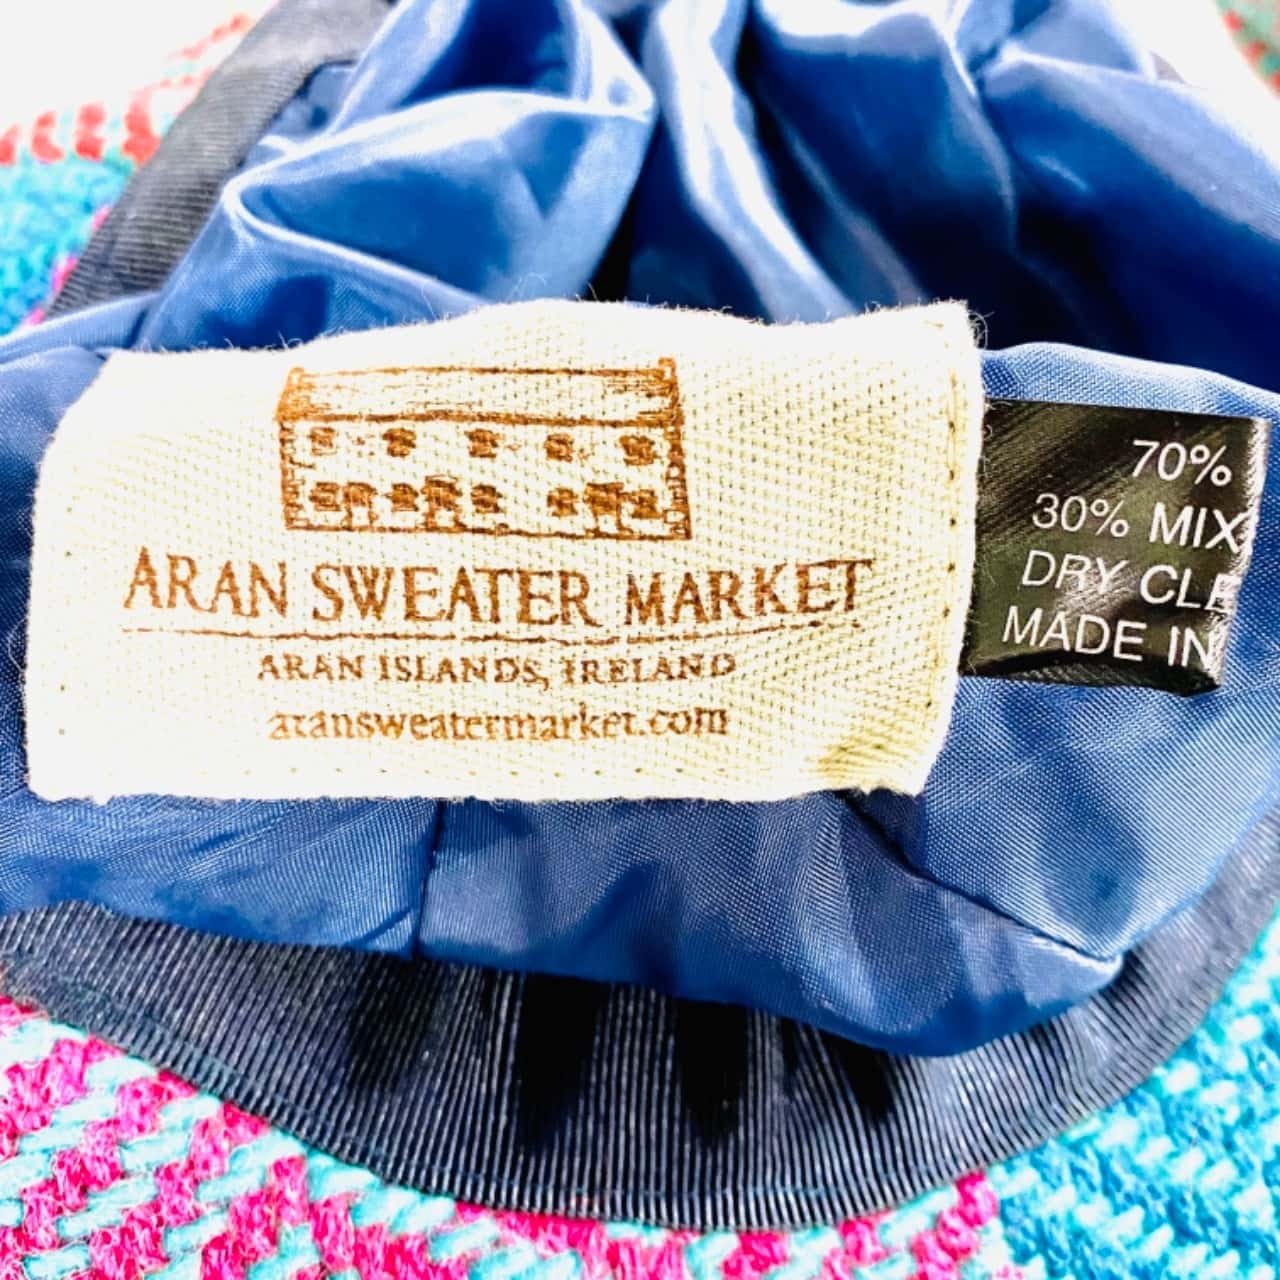 ARAN SWEATER MARKET
ARAN ISLANDS, IRELAND
aransweatermarket.com
70%
30% MIX
DRY CLE
MADE IN